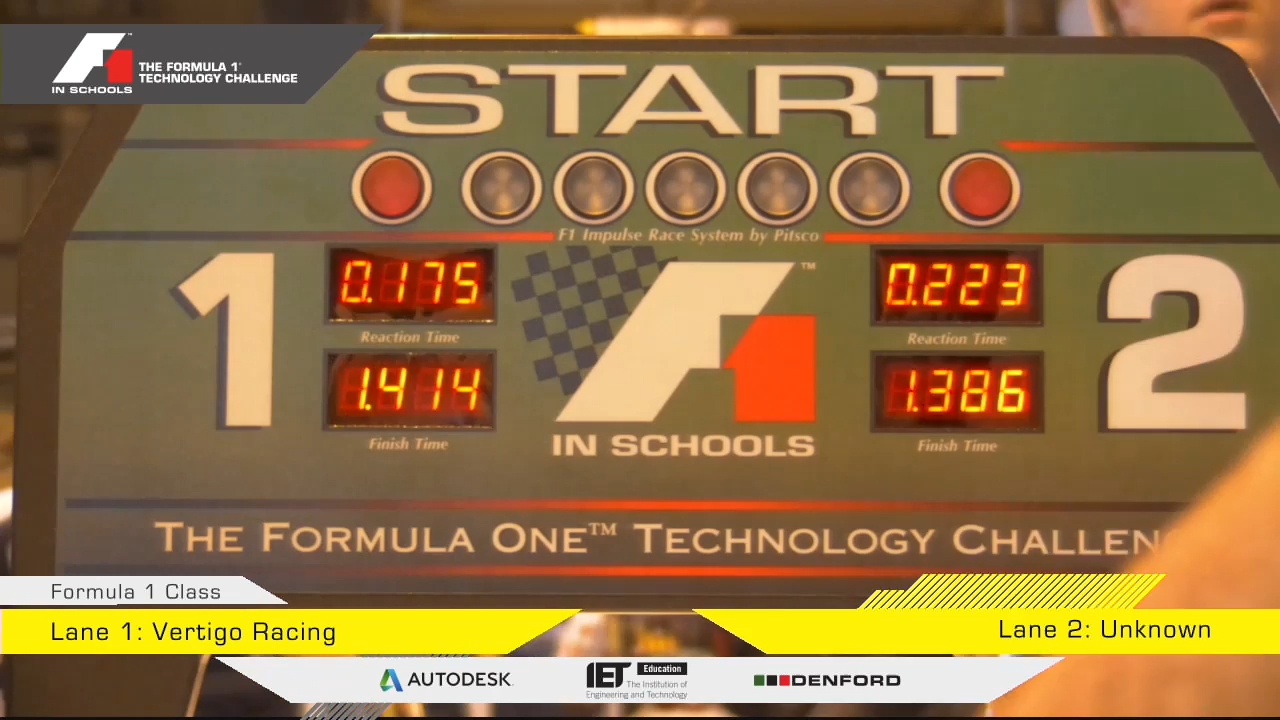 THE FORMULA 1®
TECHNOLOGY CHALLENGE
IN SCHOOLS™
START
F1 Impulse Race System by Pitsco
1
0.175
Reaction Time
1.414
Finish Time
™
IN SCHOOLS
0.223
Reaction Time
1.386
Finish Time
2
THE FORMULA ONE™ TECHNOLOGY CHALLEN
Formula 1 Class
Lane 1: Vertigo Racing
Lane 2: Unknown
AUTODESK.
IET Education
The Institution of
Engineering and Technology
DENFORD